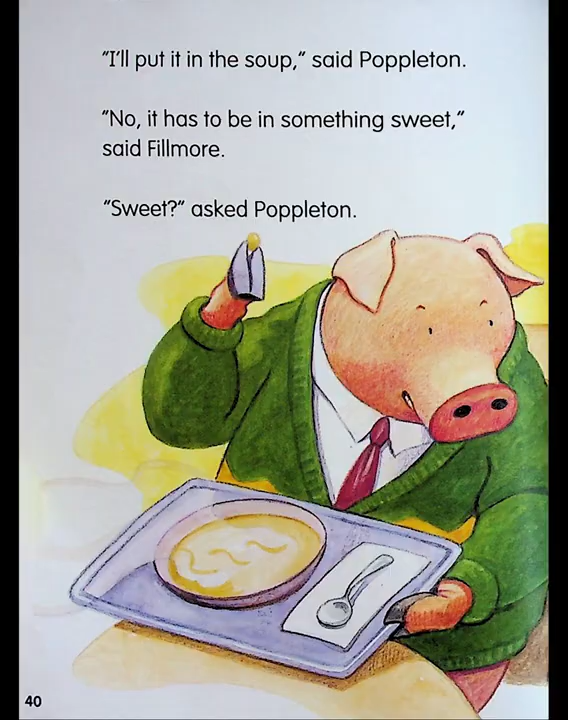 "I'll put it in the soup," said Poppleton.
"No, it has to be in something sweet,"
said Fillmore.
"Sweet?" asked Poppleton.
40